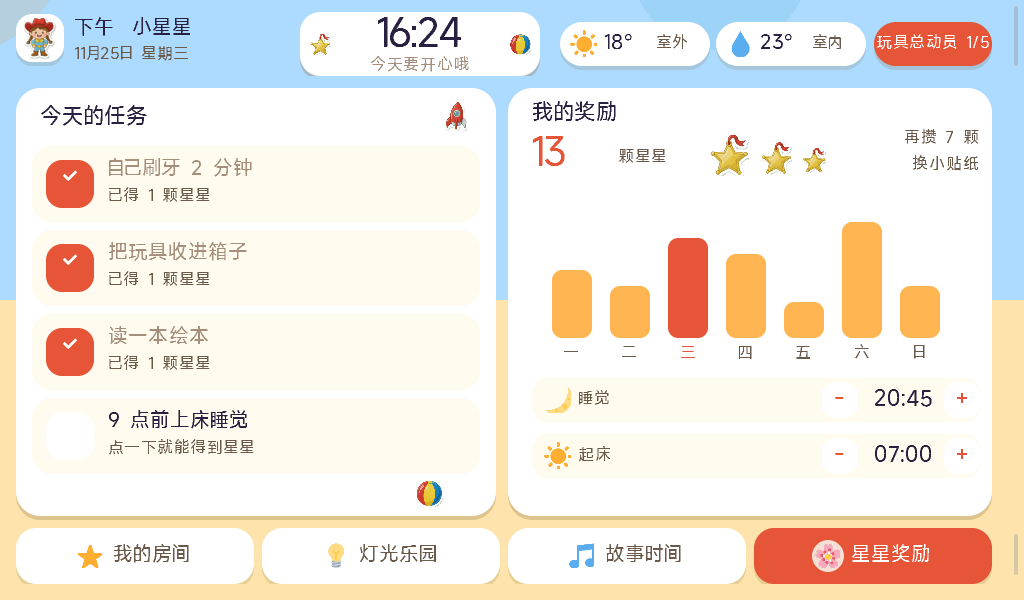 下午 小星星
11月25日 星期三
16:24
今天要开心哦
18° 室外
23° 室内
玩具总动员 1/5
今天的任务
自己刷牙 2 分钟
已得 1 颗星星
把玩具收进箱子
已得 1 颗星星
读一本绘本
已得 1 颗星星
9 点前上床睡觉
点一下就能得到星星
我的奖励
13 颗星星
再攒 7 颗
换小贴纸
一 二 三 四 五 六 日
睡觉 - 20:45 +
起床 - 07:00 +
我的房间
灯光乐园
故事时间
星星奖励